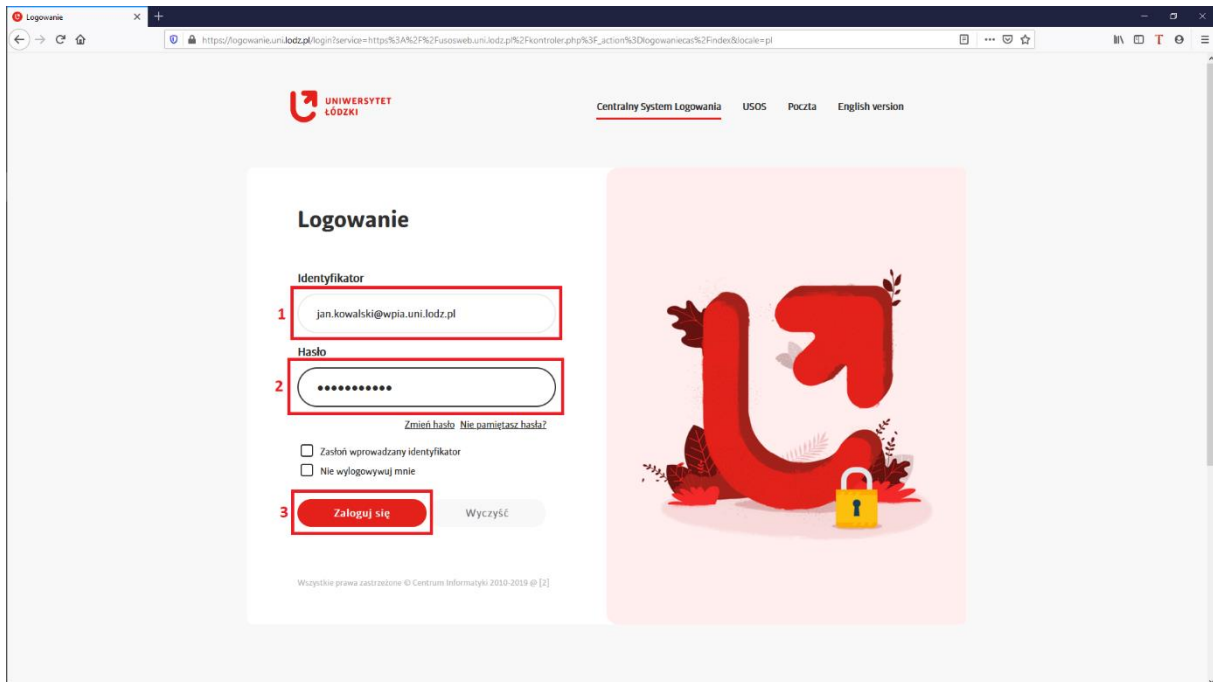 Logowanie
https://logowanie.uni.lodz.pl/login?service=https%3A%2F%2Fusosweb.uni.lodz.pl%2Fkontroler.php%3F_action%3Dlogowaniecas%2Findex&locale=pl
UNIWERSYTET
ŁÓDZKI
Centralny System Logowania USOS Poczta English version
Logowanie
Identyfikator
1 jan.kowalski@wpia.uni.lodz.pl
Hasło
2 •••••••••••
Zmień hasło Nie pamiętasz hasła?
Zasłoń wprowadzany identyfikator
Nie wylogowywuj mnie
3 Zaloguj się Wyczyść
Wszystkie prawa zastrzeżone © Centrum Informatyki 2010-2019 @ [2]